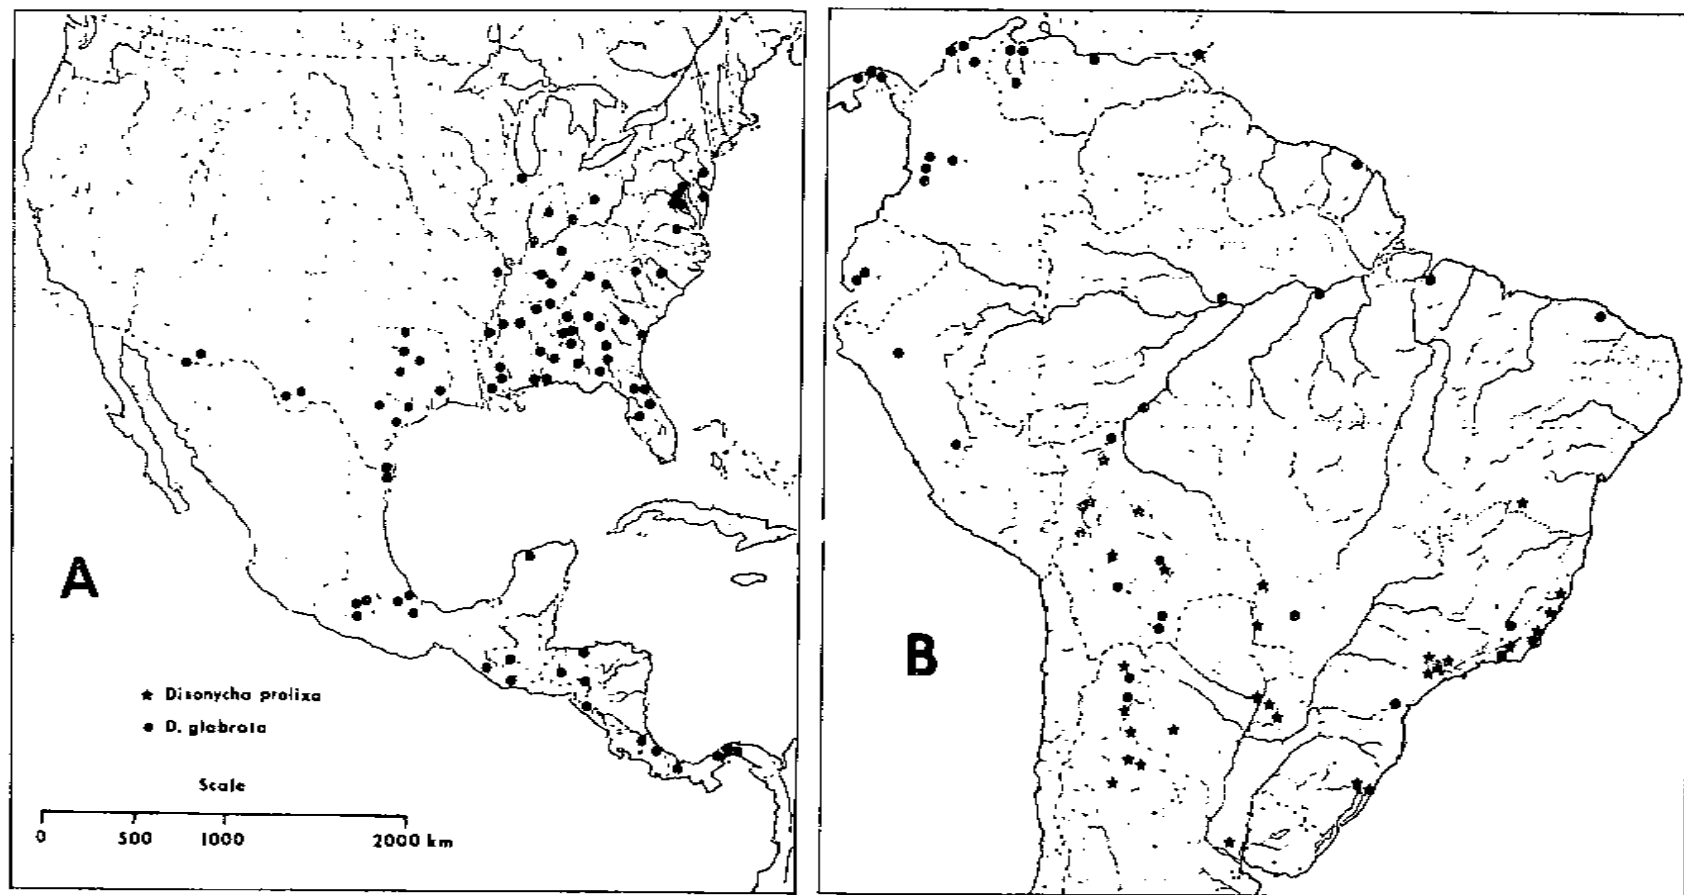 A
B
★ Disonycha prolixa
● D. glabrata
Scale
0 500 1000 2000 km